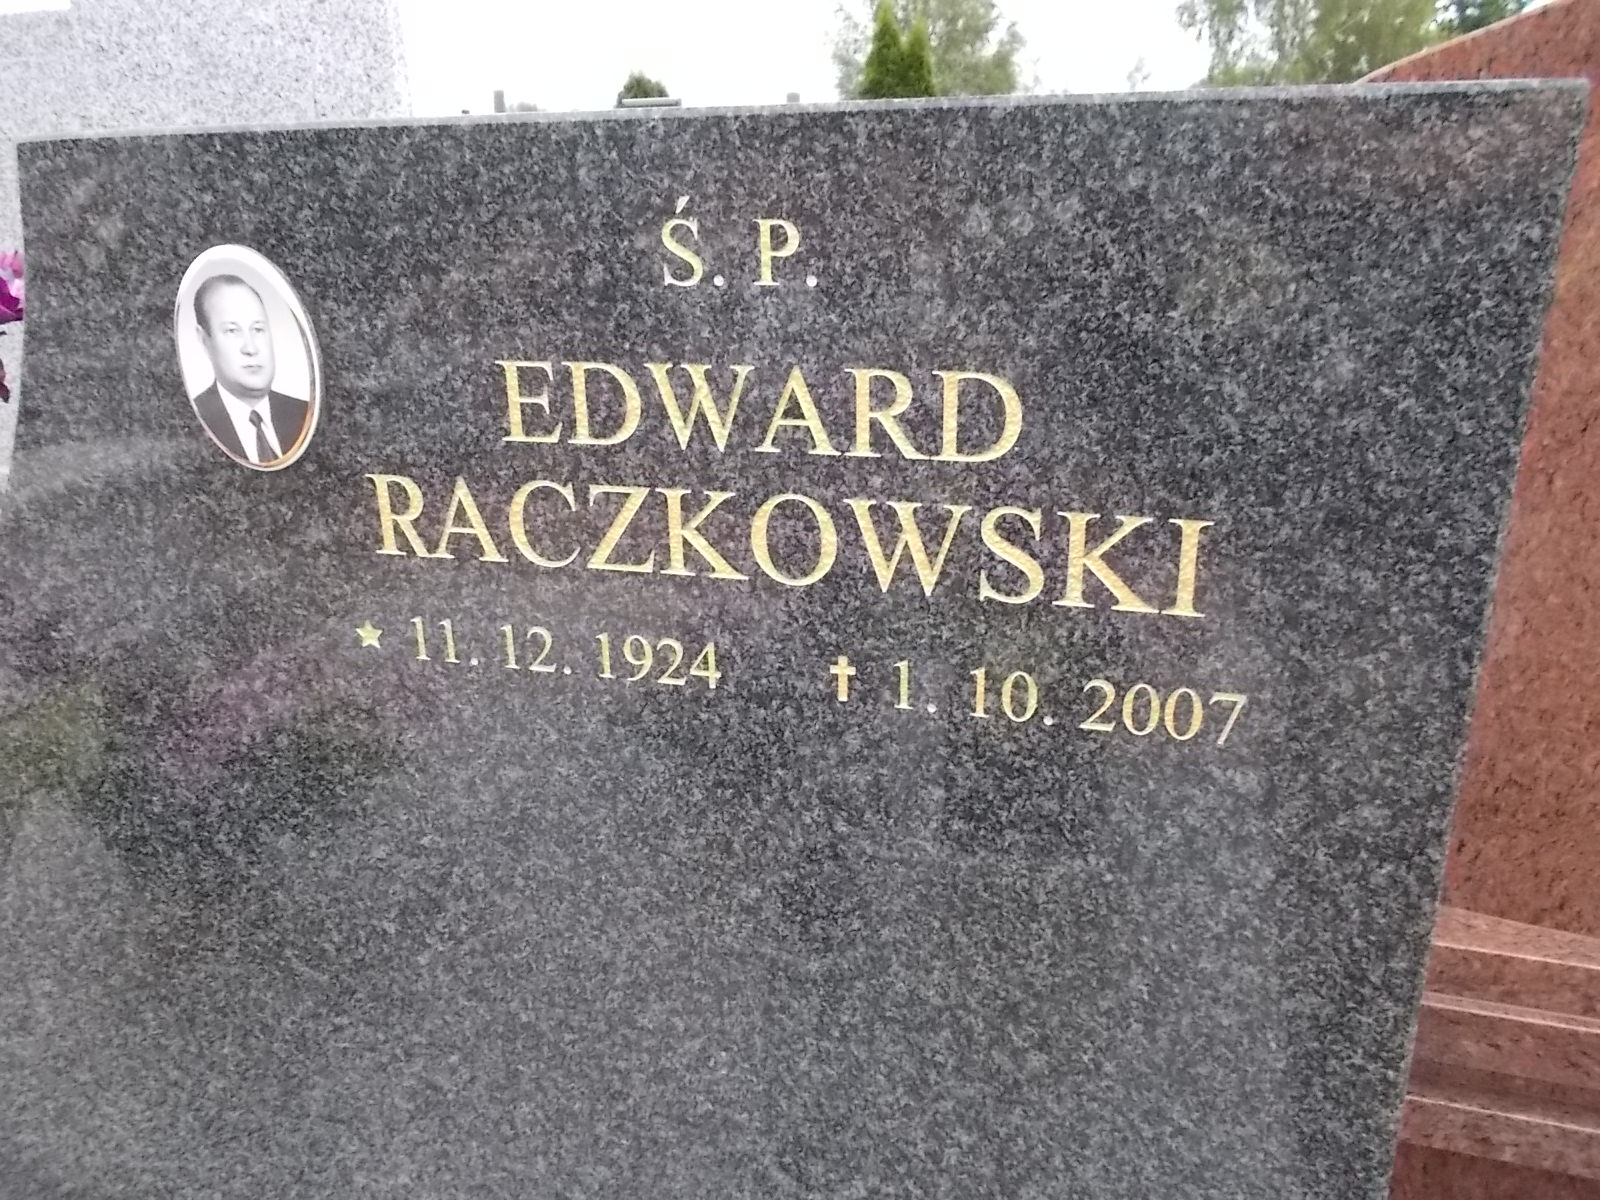 Ś. P.
EDWARD
RACZKOWSKI
★ 11. 12. 1924 ✝ 1. 10. 2007